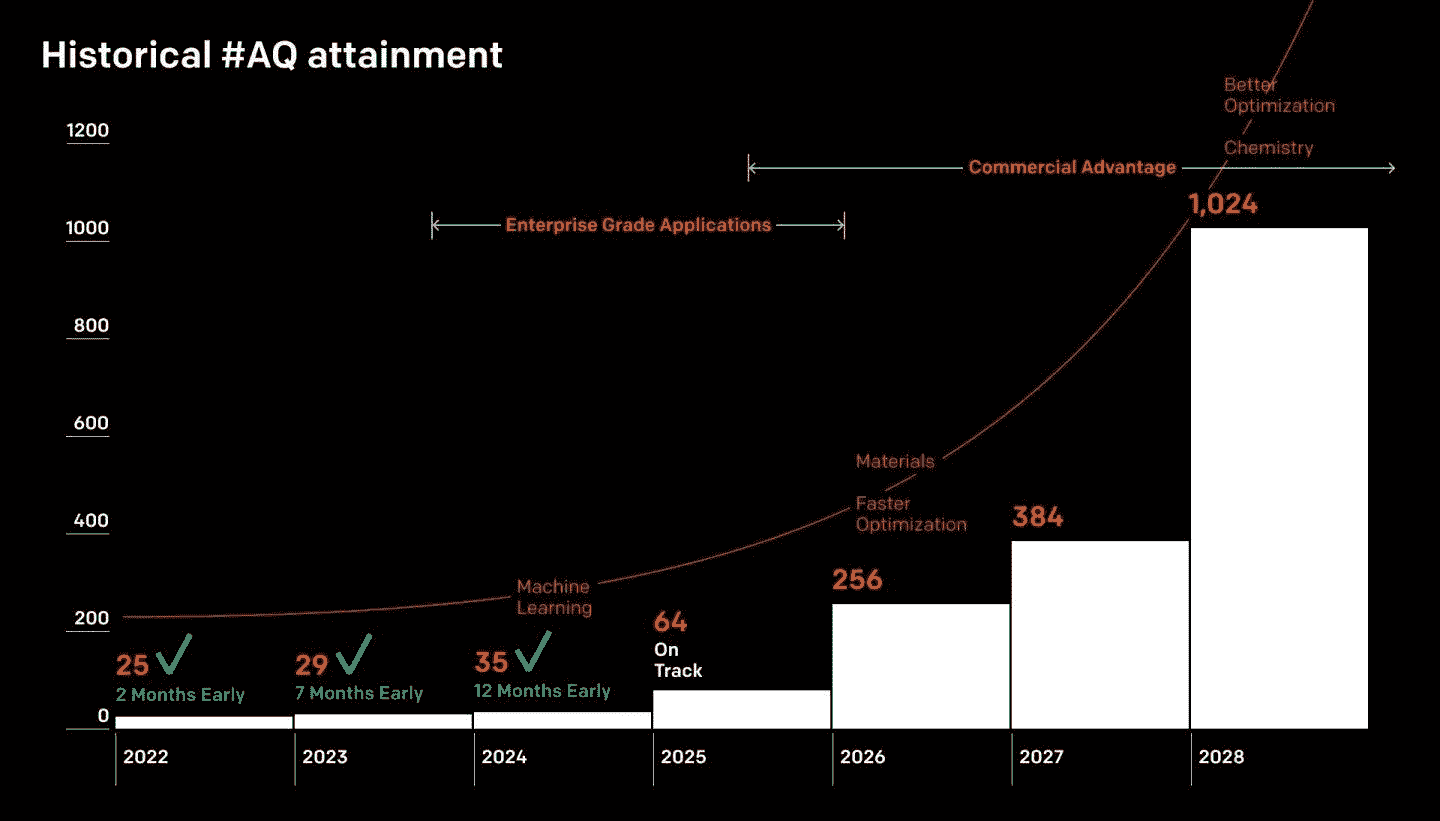 Historical #AQ attainment
1200
1000
800
600
400
200
0
Better
Optimization
Chemistry
Commercial Advantage
Enterprise Grade Applications
1,024
Materials
Faster
Optimization
384
256
Machine
Learning
64
On
Track
25
2 Months Early
29
7 Months Early
35
12 Months Early
2022
2023
2024
2025
2026
2027
2028